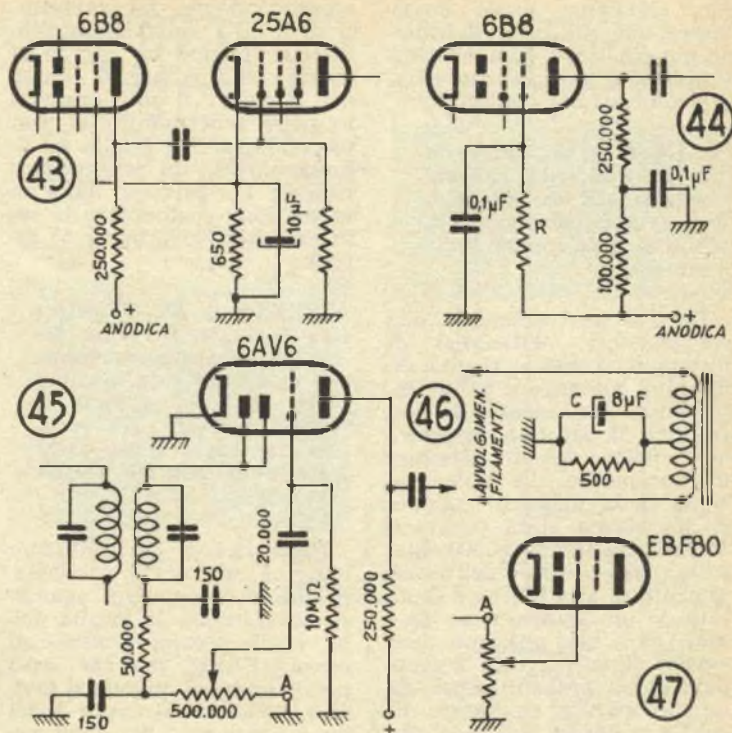 6B8
25A6
43
250.000
+
ANODICA
650
10µF
6B8
44
0,1µF
R
250.000
0,1µF
100.000
+
ANODICA
45
6AV6
150
50.000
150
500.000
A
20.000
10MΩ
250.000
+
46
AVVOLGIMEN.
FILAMENTI
C 8µF
500
EBF80
A
47